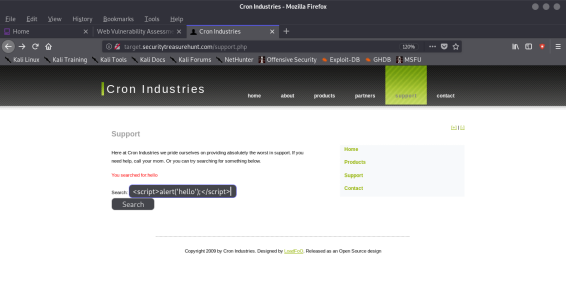 Cron Industries - Mozilla Firefox
File Edit View History Bookmarks Tools Help
Home Web Vulnerability Assessme Cron Industries
target.securitytreasurehunt.com/support.php 120%
Kali Linux Kali Training Kali Tools Kali Docs Kali Forums NetHunter Offensive Security Exploit-DB GHDB MSFU
Cron Industries
home about products partners support contact
Support
Here at Cron Industries we pride ourselves on providing absolutely the worst in support. If you
need help, call your mom. Or you can try searching for something below.
You searched for:hello
Search: <script>alert('hello');</script>
Search
Home
Products
Support
Contact
Copyright 2009 by Cron Industries, Designed by LoadFoO. Released as an Open Source design